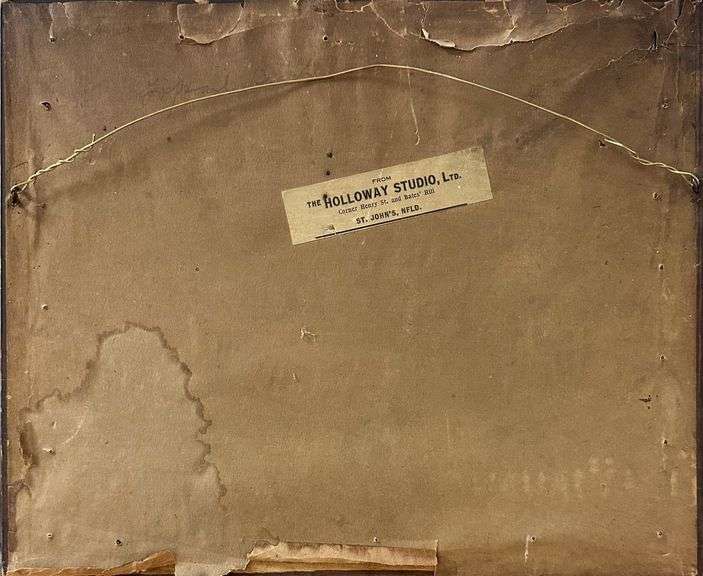 FROM
THE HOLLOWAY STUDIO, LTD.
Corner Henry St. and Bates' Hill
ST. JOHN'S, NFLD.